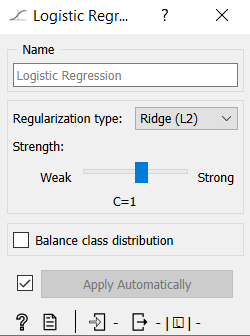 Logistic Regr... ?
Name
Logistic Regression
Regularization type: Ridge (L2)
Strength:
Weak Strong
C=1
Balance class distribution
Apply Automatically
? - - | -